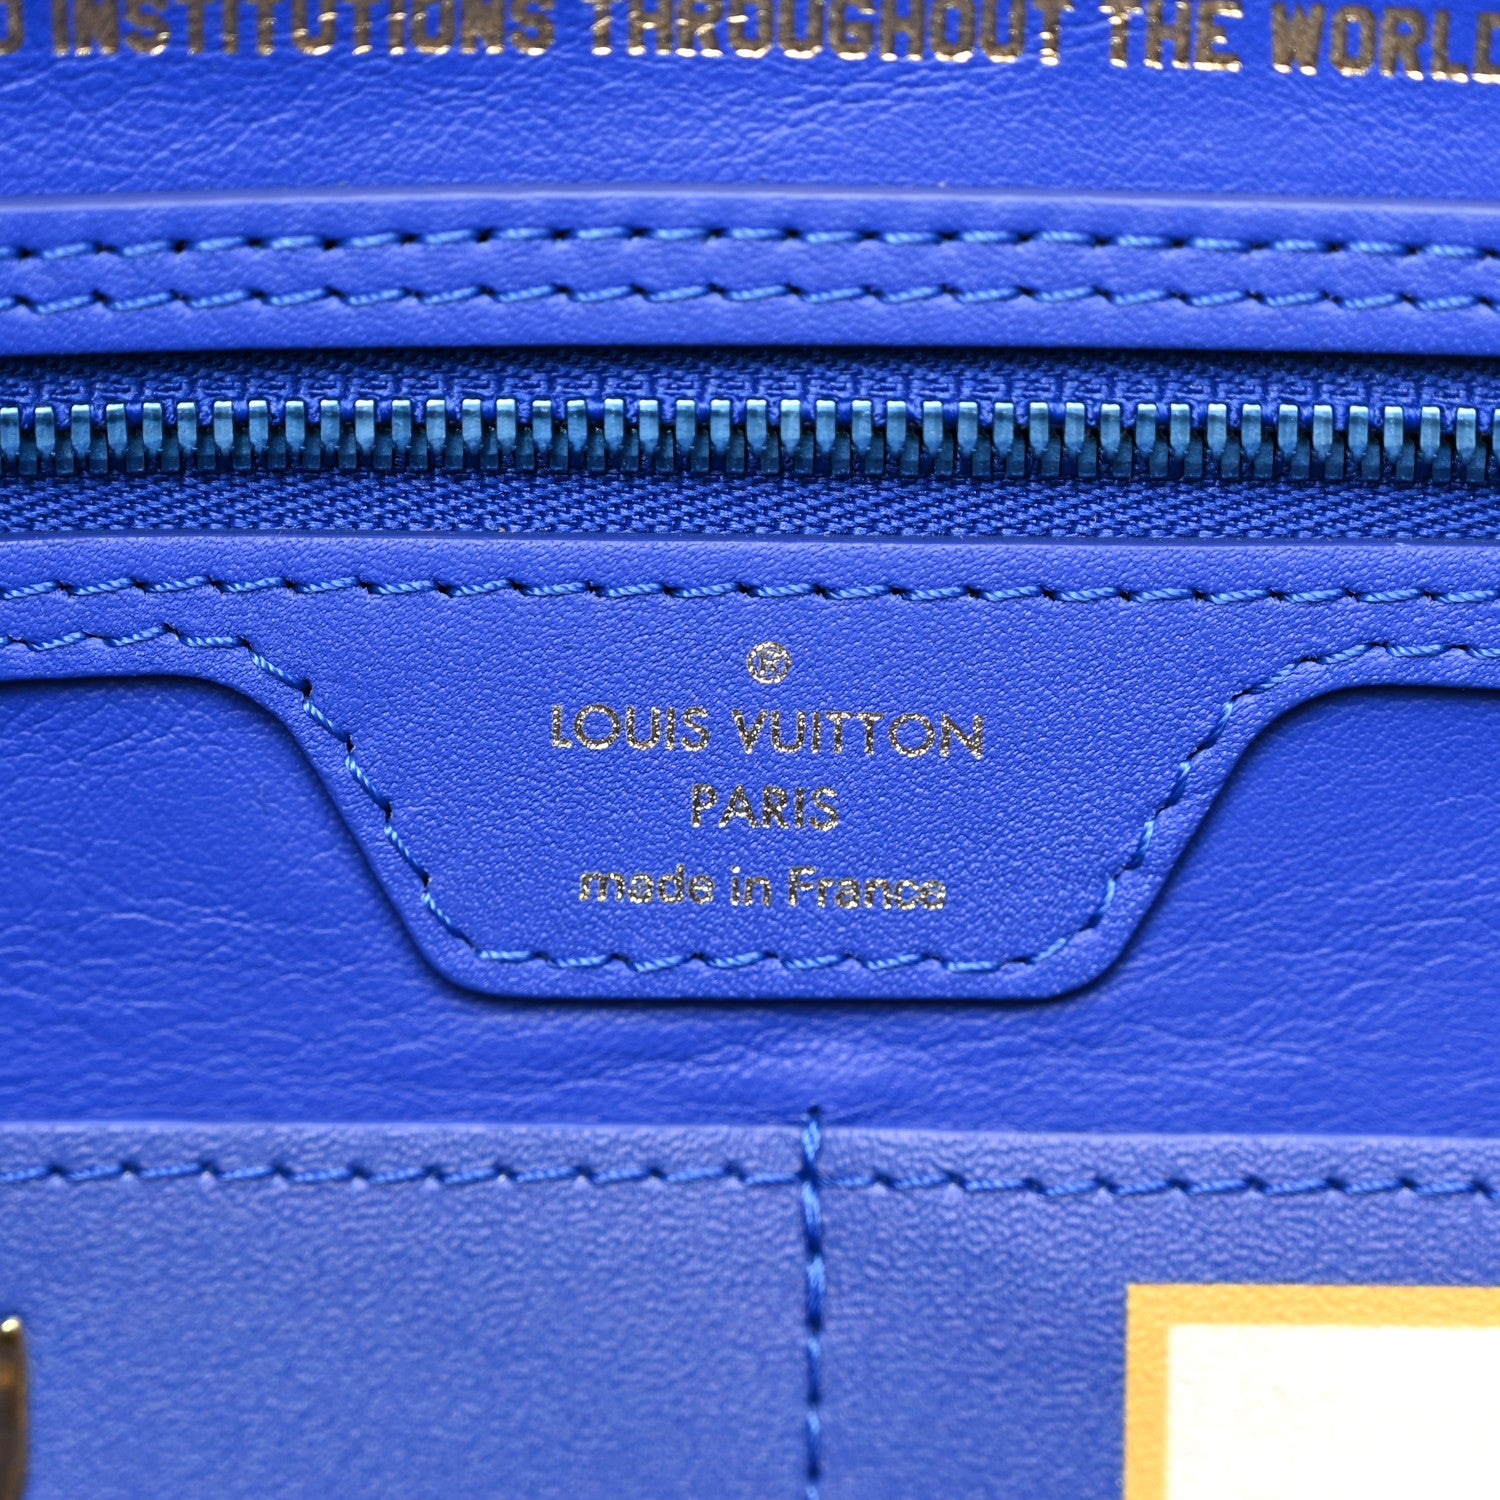 INSTITUTIONS THROUGHOUT THE WORLD
LOUIS VUITTON
PARIS
made in France